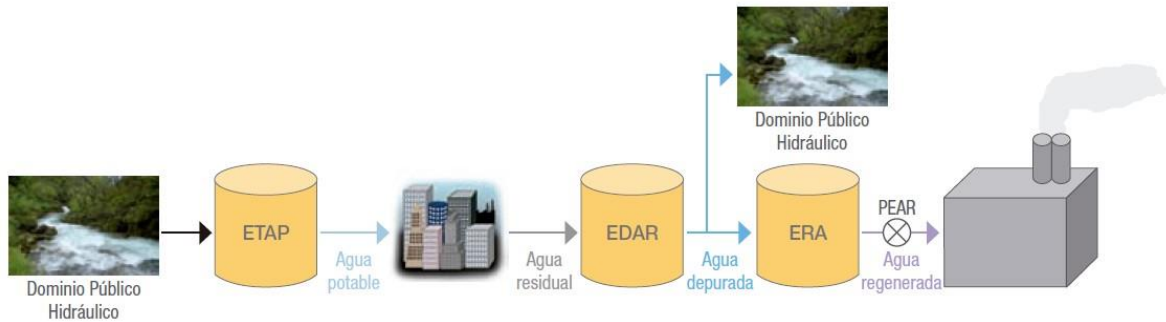 Dominio Público
Hidráulico
ETAP
Agua
potable
Agua
residual
EDAR
Agua
depurada
Dominio Público
Hidráulico
ERA
PEAR
Agua
regenerada